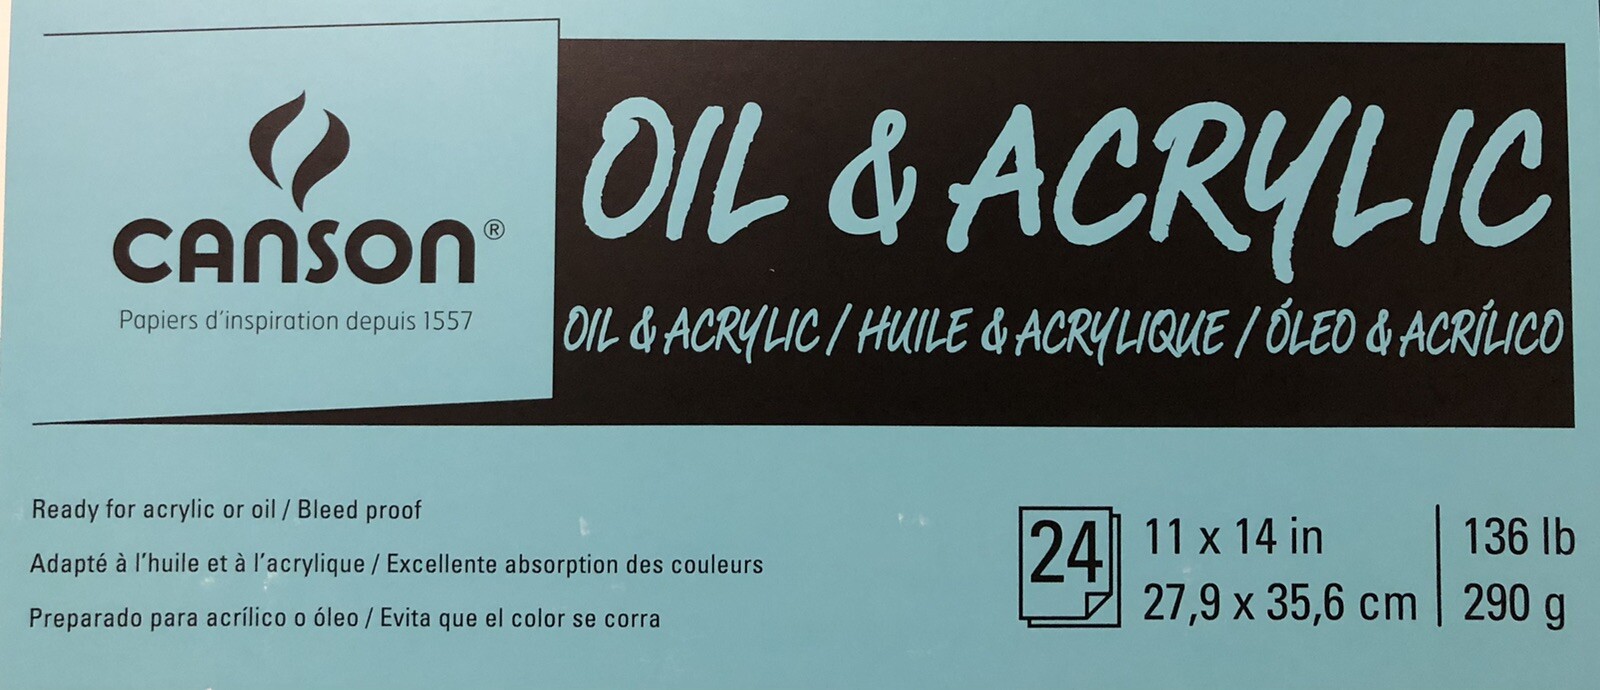 CANSON®
Papiers d'inspiration depuis 1557
OIL & ACRYLIC
OIL & ACRYLIC / HUILE & ACRYLIQUE / ÓLEO & ACRÍLICO
Ready for acrylic or oil / Bleed proof
Adapté à l'huile et à l'acrylique / Excellente absorption des couleurs
Preparado para acrílico o óleo / Evita que el color se corra
24
11 x 14 in
27,9 x 35,6 cm
136 lb
290 g